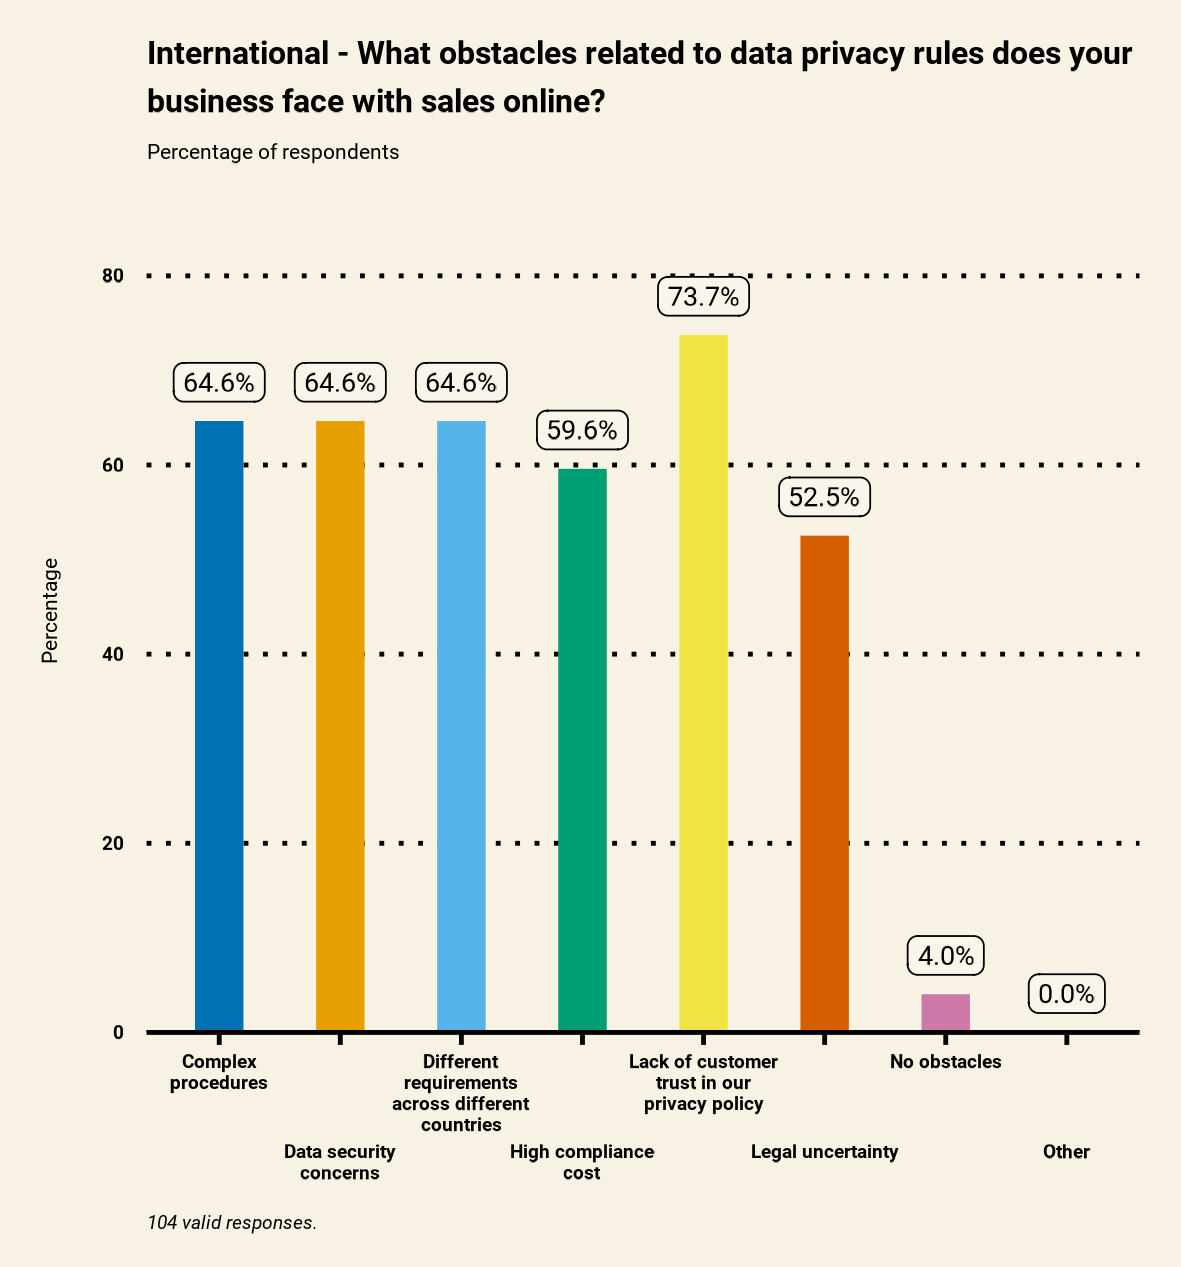 International - What obstacles related to data privacy rules does your
business face with sales online?
Percentage of respondents
80
73.7%
64.6%
64.6%
64.6%
59.6%
60
52.5%
Percentage
40
20
4.0%
0.0%
0
Complex
procedures
Different
requirements
across different
countries
Lack of customer
trust in our
privacy policy
No obstacles
Data security
concerns
High compliance
cost
Legal uncertainty
Other
104 valid responses.